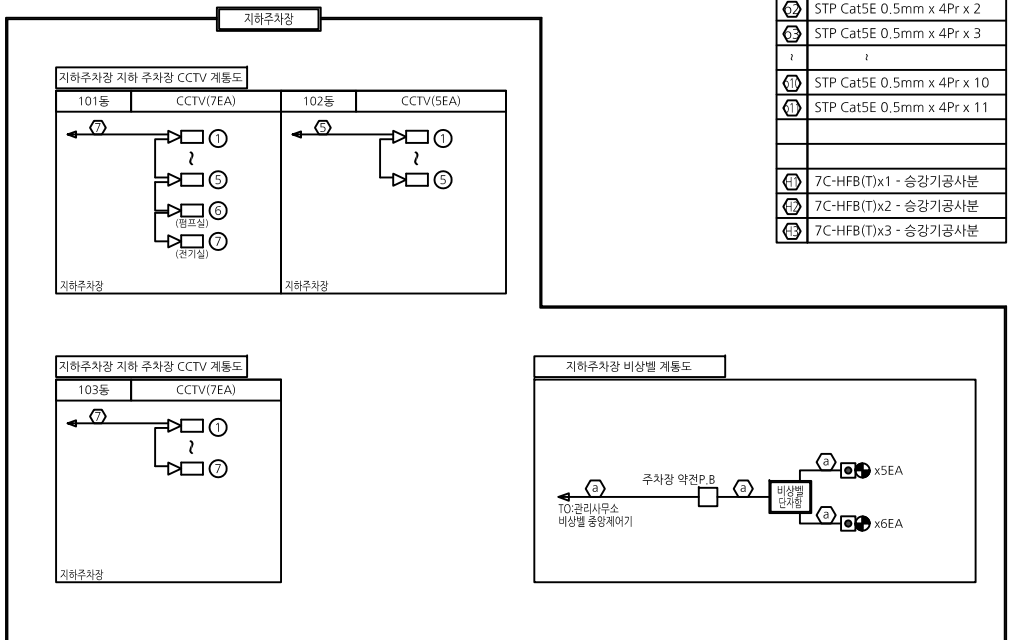 지하주차장
지하주차장 지하 주차장 CCTV 계통도
101동 CCTV(7EA) 102동 CCTV(5EA)
7 1 5 1
~ ~
5 5
6
(펌프실)
7
(전기실)
지하주차장 지하주차장
STP Cat5E 0.5mm x 4Pr x 2
STP Cat5E 0.5mm x 4Pr x 3
~ ~
STP Cat5E 0.5mm x 4Pr x 10
STP Cat5E 0.5mm x 4Pr x 11
H1 7C-HFB(T)x1 - 승강기공사분
H2 7C-HFB(T)x2 - 승강기공사분
H3 7C-HFB(T)x3 - 승강기공사분
지하주차장 지하 주차장 CCTV 계통도
103동 CCTV(7EA)
7 1
~
7
지하주차장
지하주차장 비상벨 계통도
a x5EA
주차장 약전P.B
a a 비상벨
단자함
TO:관리사무소
비상벨 중앙제어기
a x6EA